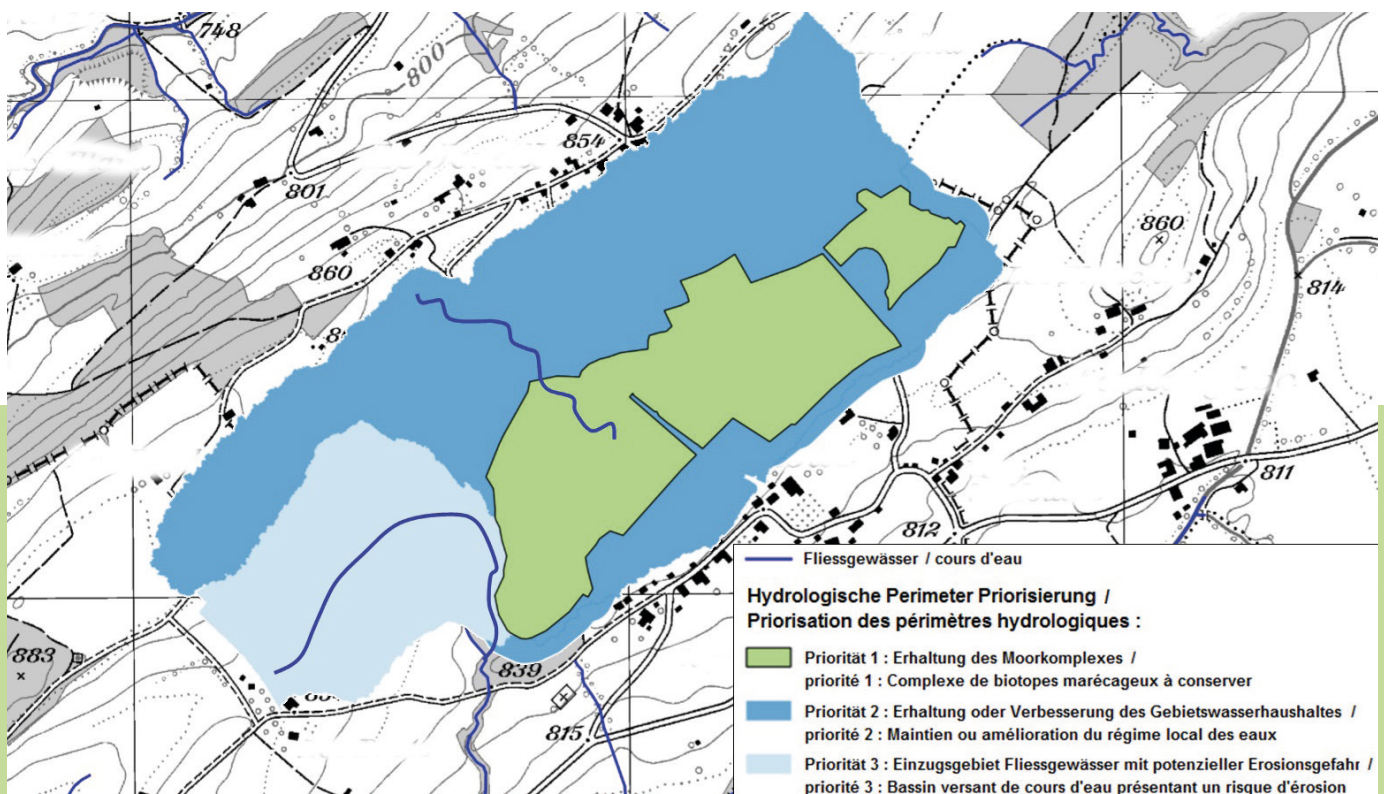 748
800
854
801
860
860
814
811
812
883
839
815
Fliessgewässer / cours d'eau
Hydrologische Perimeter Priorisierung /
Priorisation des périmètres hydrologiques :
Priorität 1 : Erhaltung des Moorkomplexes /
priorité 1 : Complexe de biotopes marécageux à conserver
Priorität 2 : Erhaltung oder Verbesserung des Gebietswasserhaushaltes /
priorité 2 : Maintien ou amélioration du régime local des eaux
Priorität 3 : Einzugsgebiet Fliessgewässer mit potenzieller Erosionsgefahr /
priorité 3 : Bassin versant de cours d'eau présentant un risque d'érosion